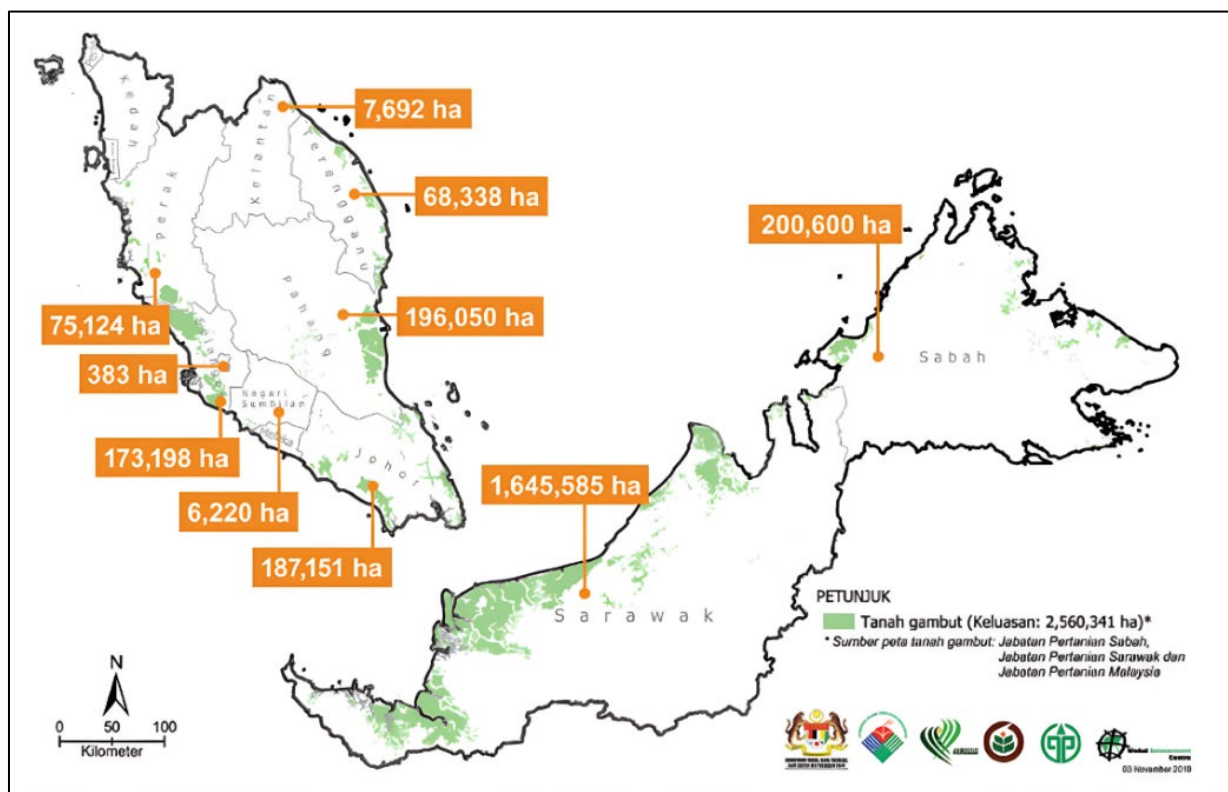 7,692 ha
68,338 ha
196,050 ha
75,124 ha
383 ha
173,198 ha
6,220 ha
187,151 ha
200,600 ha
1,645,585 ha
Kedah
Perak
Kelantan
Terengganu
Pahang
Negeri
Sembilan
Johor
Sabah
Sarawak
N
0 50 100
Kilometer
PETUNJUK
Tanah gambut (Keluasan: 2,560,341 ha)*
* Sumber peta tanah gambut: Jabatan Pertanian Sabah,
Jabatan Pertanian Sarawak dan
Jabatan Pertanian Malaysia